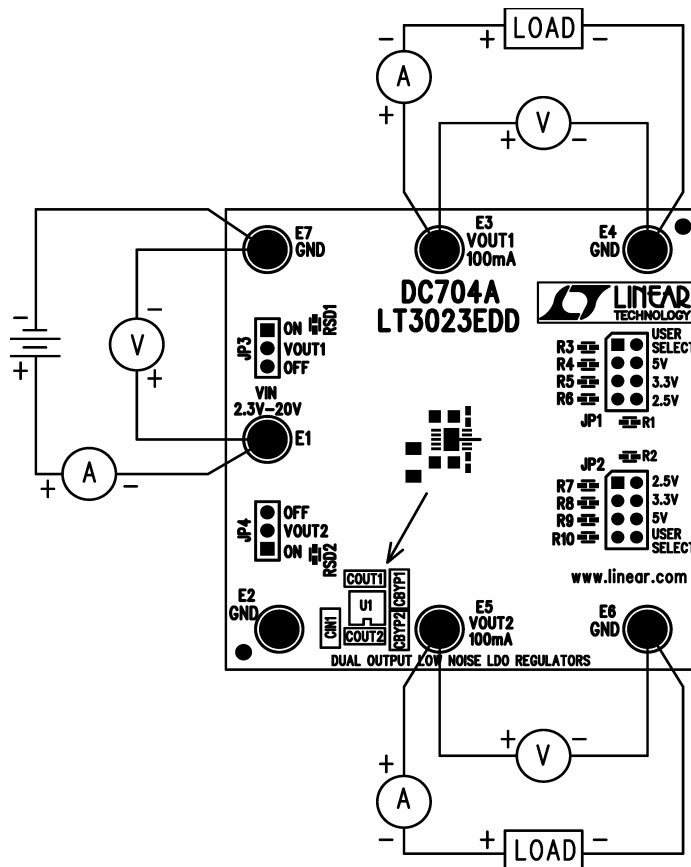 - + LOAD -
A
+
+ V -
E7
GND
E3
VOUT1
100mA
E4
GND
DC704A
LT3023EDD
LINEAR
TECHNOLOGY
-
+
-
V
+
JP3
ON
VOUT1
OFF
RSD1
VIN
2.3V-20V
E1
+ A -
R3
R4
R5
R6
USER
SELECT
5V
3.3V
2.5V
JP1
R1
R2
JP2
R7
R8
R9
R10
2.5V
3.3V
5V
USER
SELECT
JP4
OFF
VOUT2
ON
RSD2
www.linear.com
COUT1
U1
COUT2
CIN1
CBYP1
CBYP2
E2
GND
E5
VOUT2
100mA
E6
GND
DUAL OUTPUT LOW NOISE LDO REGULATORS
+ V -
+
A
- + LOAD -